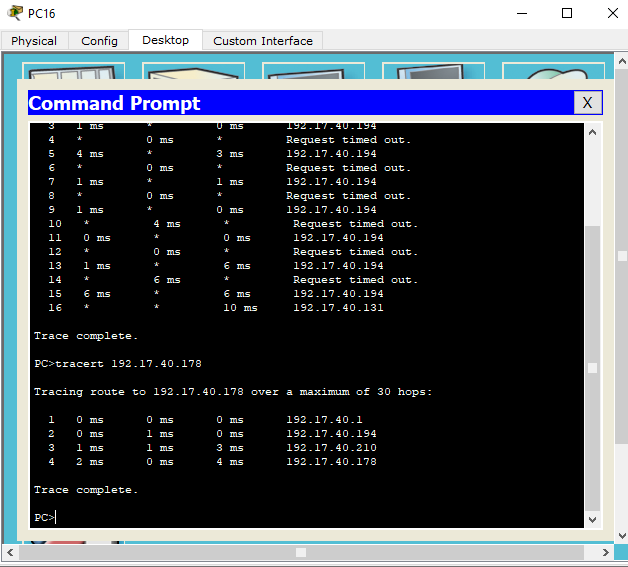 PC16
Physical Config Desktop Custom Interface
Command Prompt X
3 1 ms * 0 ms 192.17.40.194
4 * 0 ms * Request timed out.
5 4 ms * 3 ms 192.17.40.194
6 * 0 ms * Request timed out.
7 1 ms * 1 ms 192.17.40.194
8 * 0 ms * Request timed out.
9 1 ms * 0 ms 192.17.40.194
10 * 4 ms * Request timed out.
11 0 ms * 0 ms 192.17.40.194
12 * 0 ms * Request timed out.
13 1 ms * 6 ms 192.17.40.194
14 * 6 ms * Request timed out.
15 6 ms * 6 ms 192.17.40.194
16 * * 10 ms 192.17.40.131
Trace complete.
PC>tracert 192.17.40.178
Tracing route to 192.17.40.178 over a maximum of 30 hops:
1 0 ms 0 ms 0 ms 192.17.40.1
2 0 ms 1 ms 0 ms 192.17.40.194
3 1 ms 1 ms 3 ms 192.17.40.210
4 2 ms 0 ms 4 ms 192.17.40.178
Trace complete.
PC>